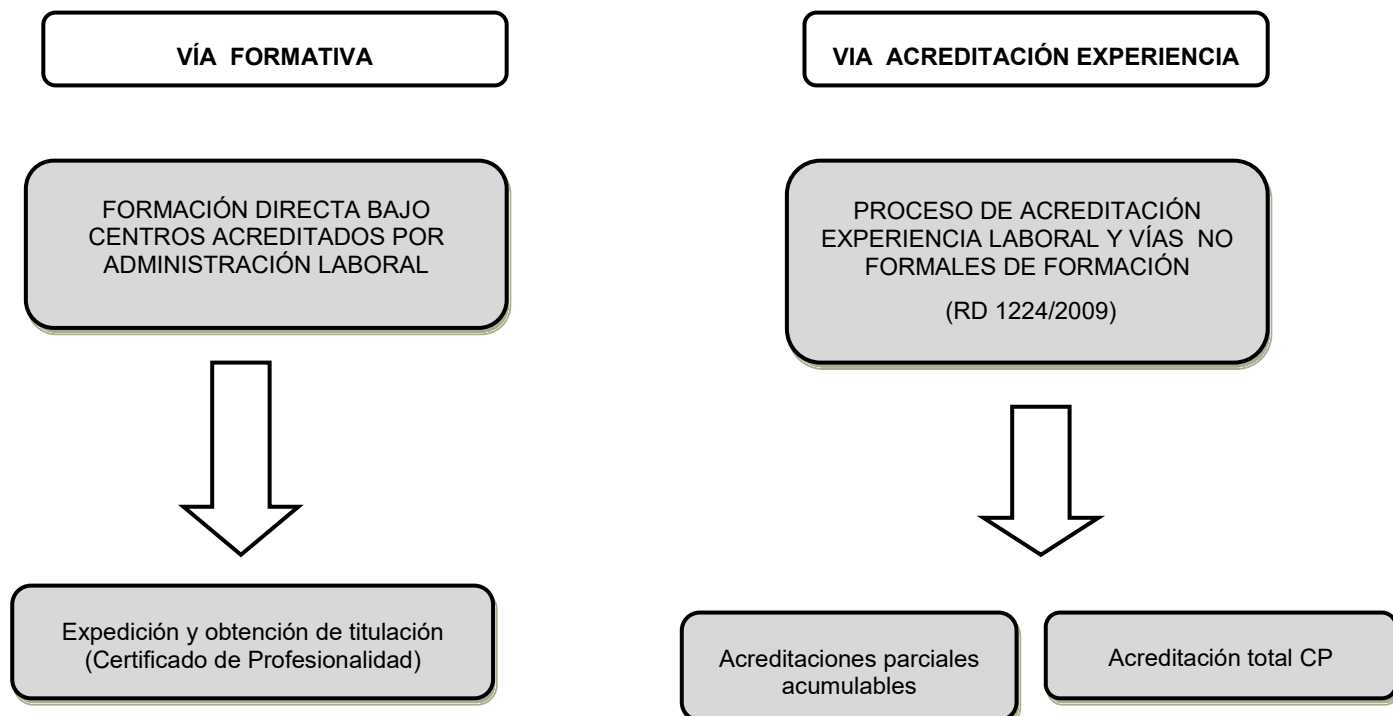 VÍA FORMATIVA
FORMACIÓN DIRECTA BAJO
CENTROS ACREDITADOS POR
ADMINISTRACIÓN LABORAL
Expedición y obtención de titulación
(Certificado de Profesionalidad)
VIA ACREDITACIÓN EXPERIENCIA
PROCESO DE ACREDITACIÓN
EXPERIENCIA LABORAL Y VÍAS NO
FORMALES DE FORMACIÓN
(RD 1224/2009)
Acreditaciones parciales
acumulables
Acreditación total CP